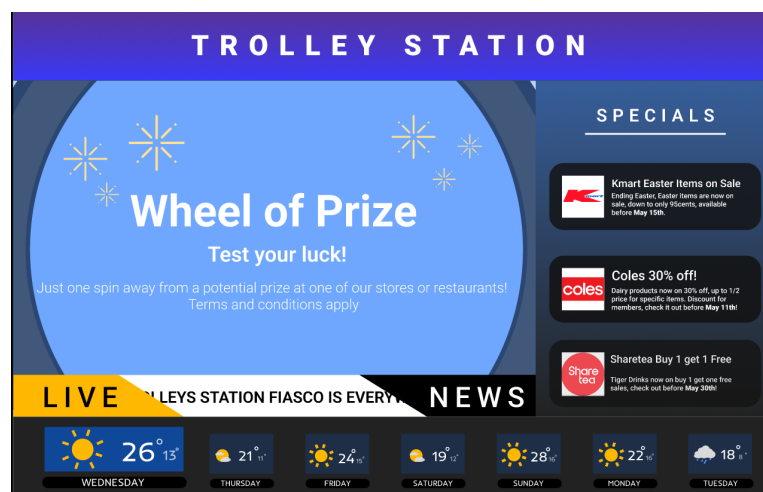 TROLLEY STATION
Wheel of Prize
Test your luck!
Just one spin away from a potential prize at one of our stores or restaurants!
Terms and conditions apply
SPECIALS
Kmart Easter Items on Sale
Ending Easter, Easter items are now on
sale, down to only 95cents, available
before May 15th.
coles
Coles 30% off!
Dairy products now on 30% off, up to 1/2
price for specific items. Discount for
members, check it out before May 11th!
Share
tea
Sharetea Buy 1 get 1 Free
Tiger Drinks now on buy 1 get one free
sales, check out before May 30th!
LIVE
LLEYS STATION FIASCO IS EVERY
NEWS
26° 13°
WEDNESDAY
21° 11°
THURSDAY
24° 15°
FRIDAY
19° 12°
SATURDAY
28° 16°
SUNDAY
22° 16°
MONDAY
18°
TUESDAY